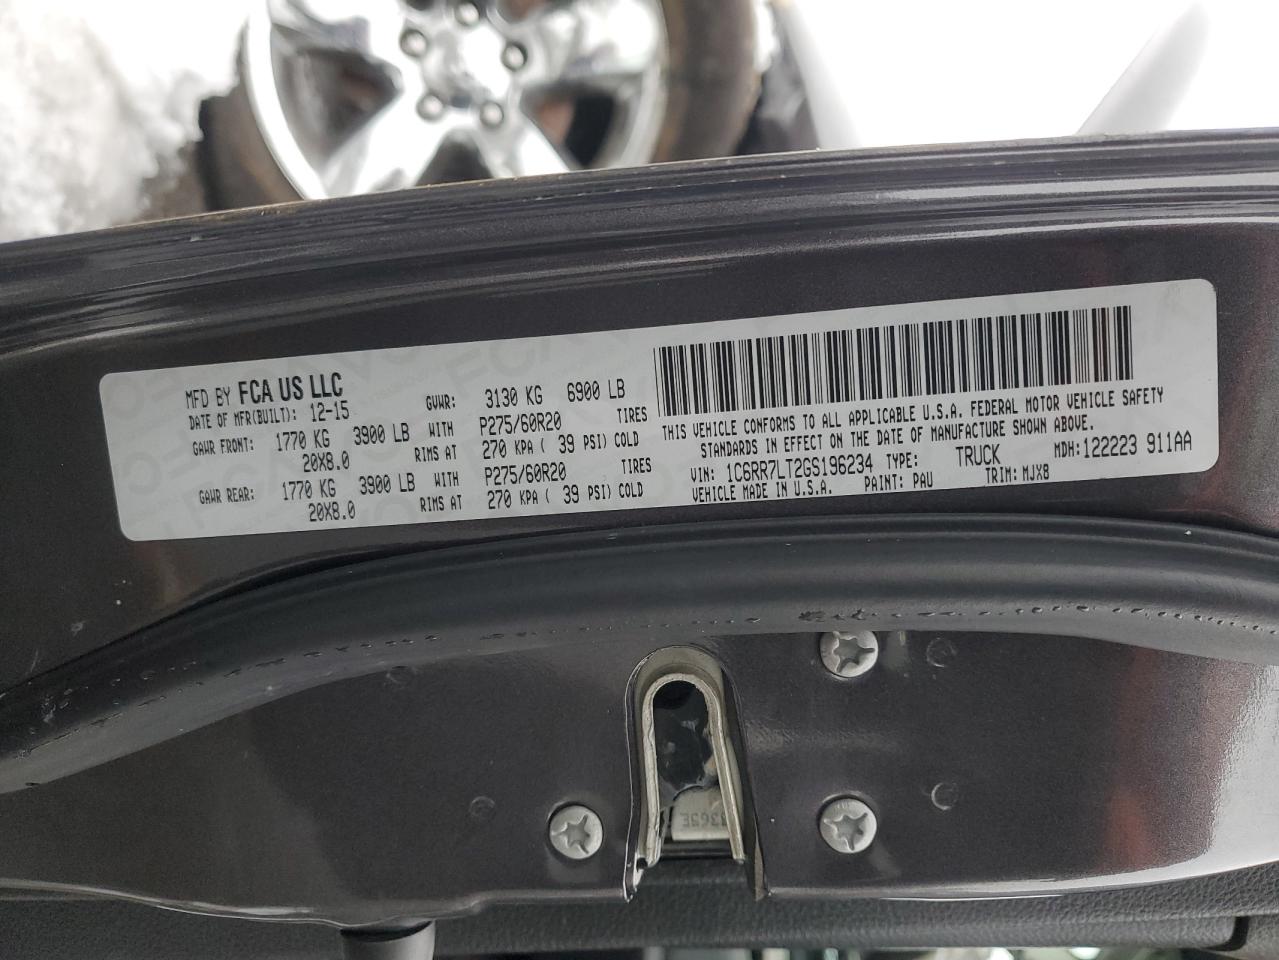 MFD BY FCA US LLC
DATE OF MFR(BUILT): 12-15 GVWR: 3130 KG 6900 LB
GAWR FRONT: 1770 KG 3900 LB WITH P275/60R20 TIRES
20X8.0 RIMS AT 270 KPA ( 39 PSI) COLD
GAWR REAR: 1770 KG 3900 LB WITH P275/60R20 TIRES
20X8.0 RIMS AT 270 KPA ( 39 PSI) COLD
THIS VEHICLE CONFORMS TO ALL APPLICABLE U.S.A. FEDERAL MOTOR VEHICLE SAFETY
STANDARDS IN EFFECT ON THE DATE OF MANUFACTURE SHOWN ABOVE.
VIN: 1C6RR7LT2GS196234 TYPE: TRUCK MDH: 122223 911AA
VEHICLE MADE IN U.S.A. PAINT: PAU TRIM: MJX8